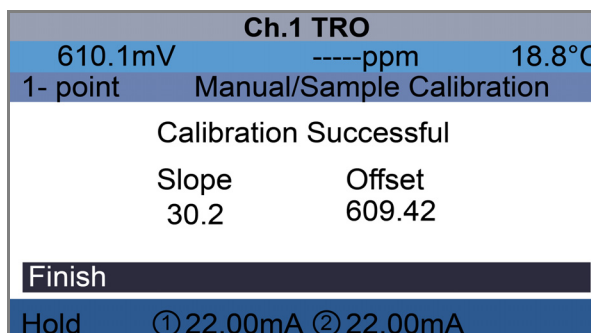 Ch.1 TRO
610.1mV -----ppm 18.8°C
1- point Manual/Sample Calibration
Calibration Successful
Slope Offset
30.2 609.42
Finish
Hold ①22.00mA ②22.00mA